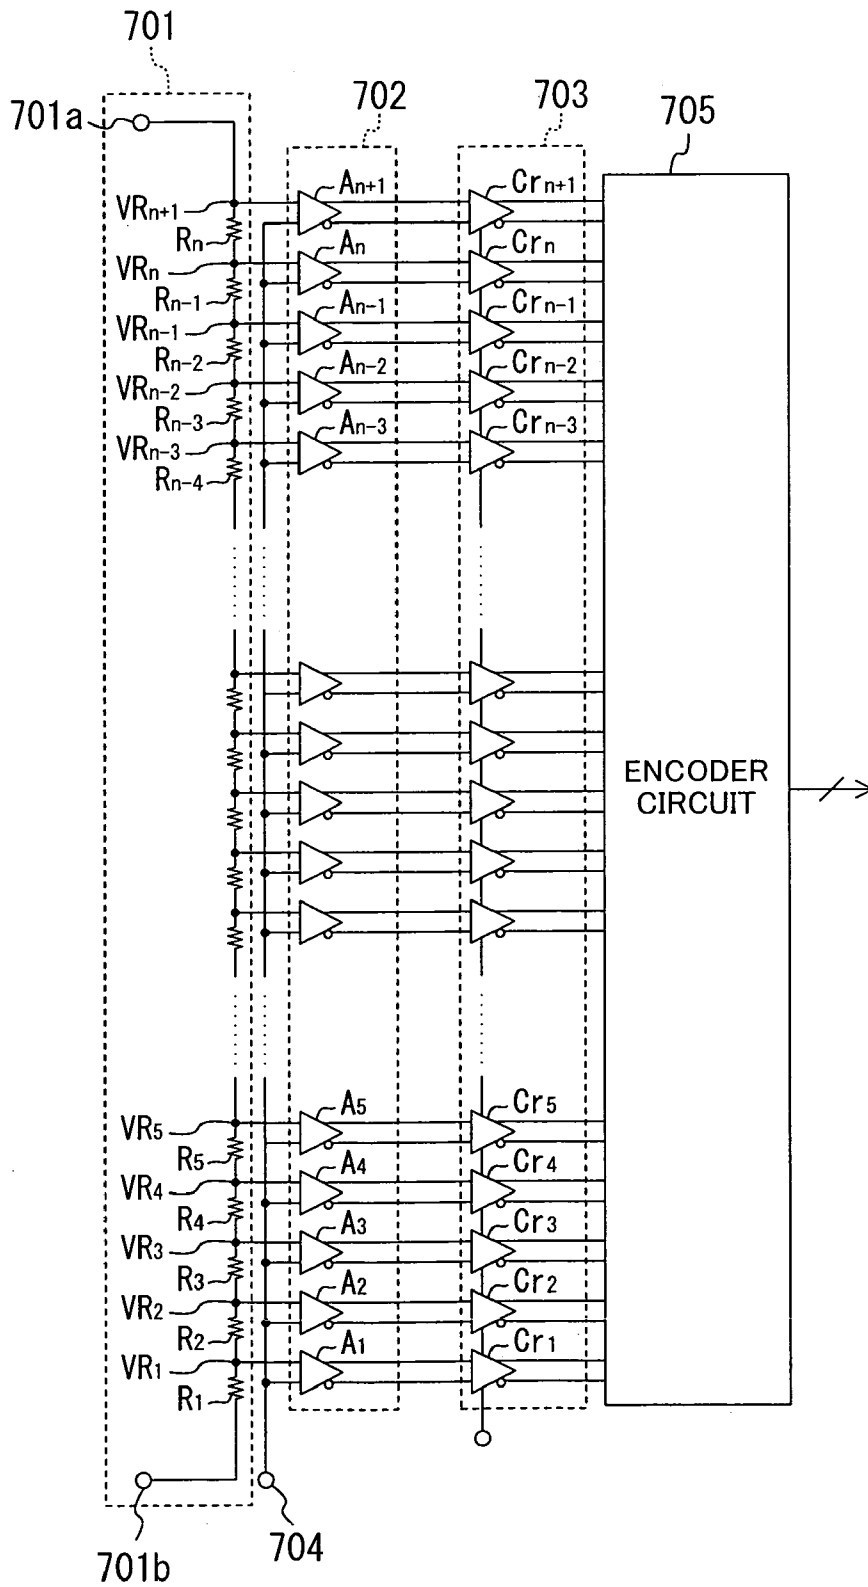 701
701a
702
703
705
VRn+1
An+1
Crn+1
Rn
VRn
An
Crn
Rn-1
VRn-1
An-1
Crn-1
Rn-2
VRn-2
An-2
Crn-2
Rn-3
VRn-3
An-3
Crn-3
Rn-4
ENCODER
CIRCUIT
VR5
A5
Cr5
R5
VR4
A4
Cr4
R4
VR3
A3
Cr3
R3
VR2
A2
Cr2
R2
VR1
A1
Cr1
R1
701b
704